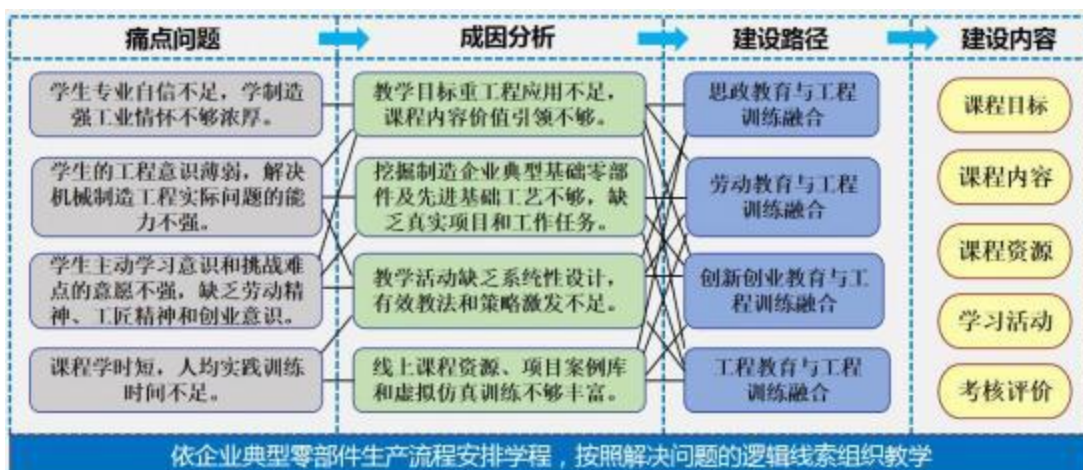 痛点问题
成因分析
建设路径
建设内容
学生专业自信不足，学制造
强工业情怀不够浓厚。
学生的工程意识薄弱，解决
机械制造工程实际问题的能
力不强。
学生主动学习意识和挑战难
点的意愿不强，缺乏劳动精
神、工匠精神和创业意识。
课程学时短，人均实践训练
时间不足。
教学目标重工程应用不足，
课程内容价值引领不够。
挖掘制造企业典型基础零部
件及先进基础工艺不够，缺
乏真实项目和工作任务。
教学活动缺乏系统性设计，
有效教法和策略激发不足。
线上课程资源、项目案例库
和虚拟仿真训练不够丰富。
思政教育与工程
训练融合
劳动教育与工程
训练融合
创新创业教育与工
程训练融合
工程教育与工程
训练融合
课程目标
课程内容
课程资源
学习活动
考核评价
依企业典型零部件生产流程安排学程，按照解决问题的逻辑线索组织教学